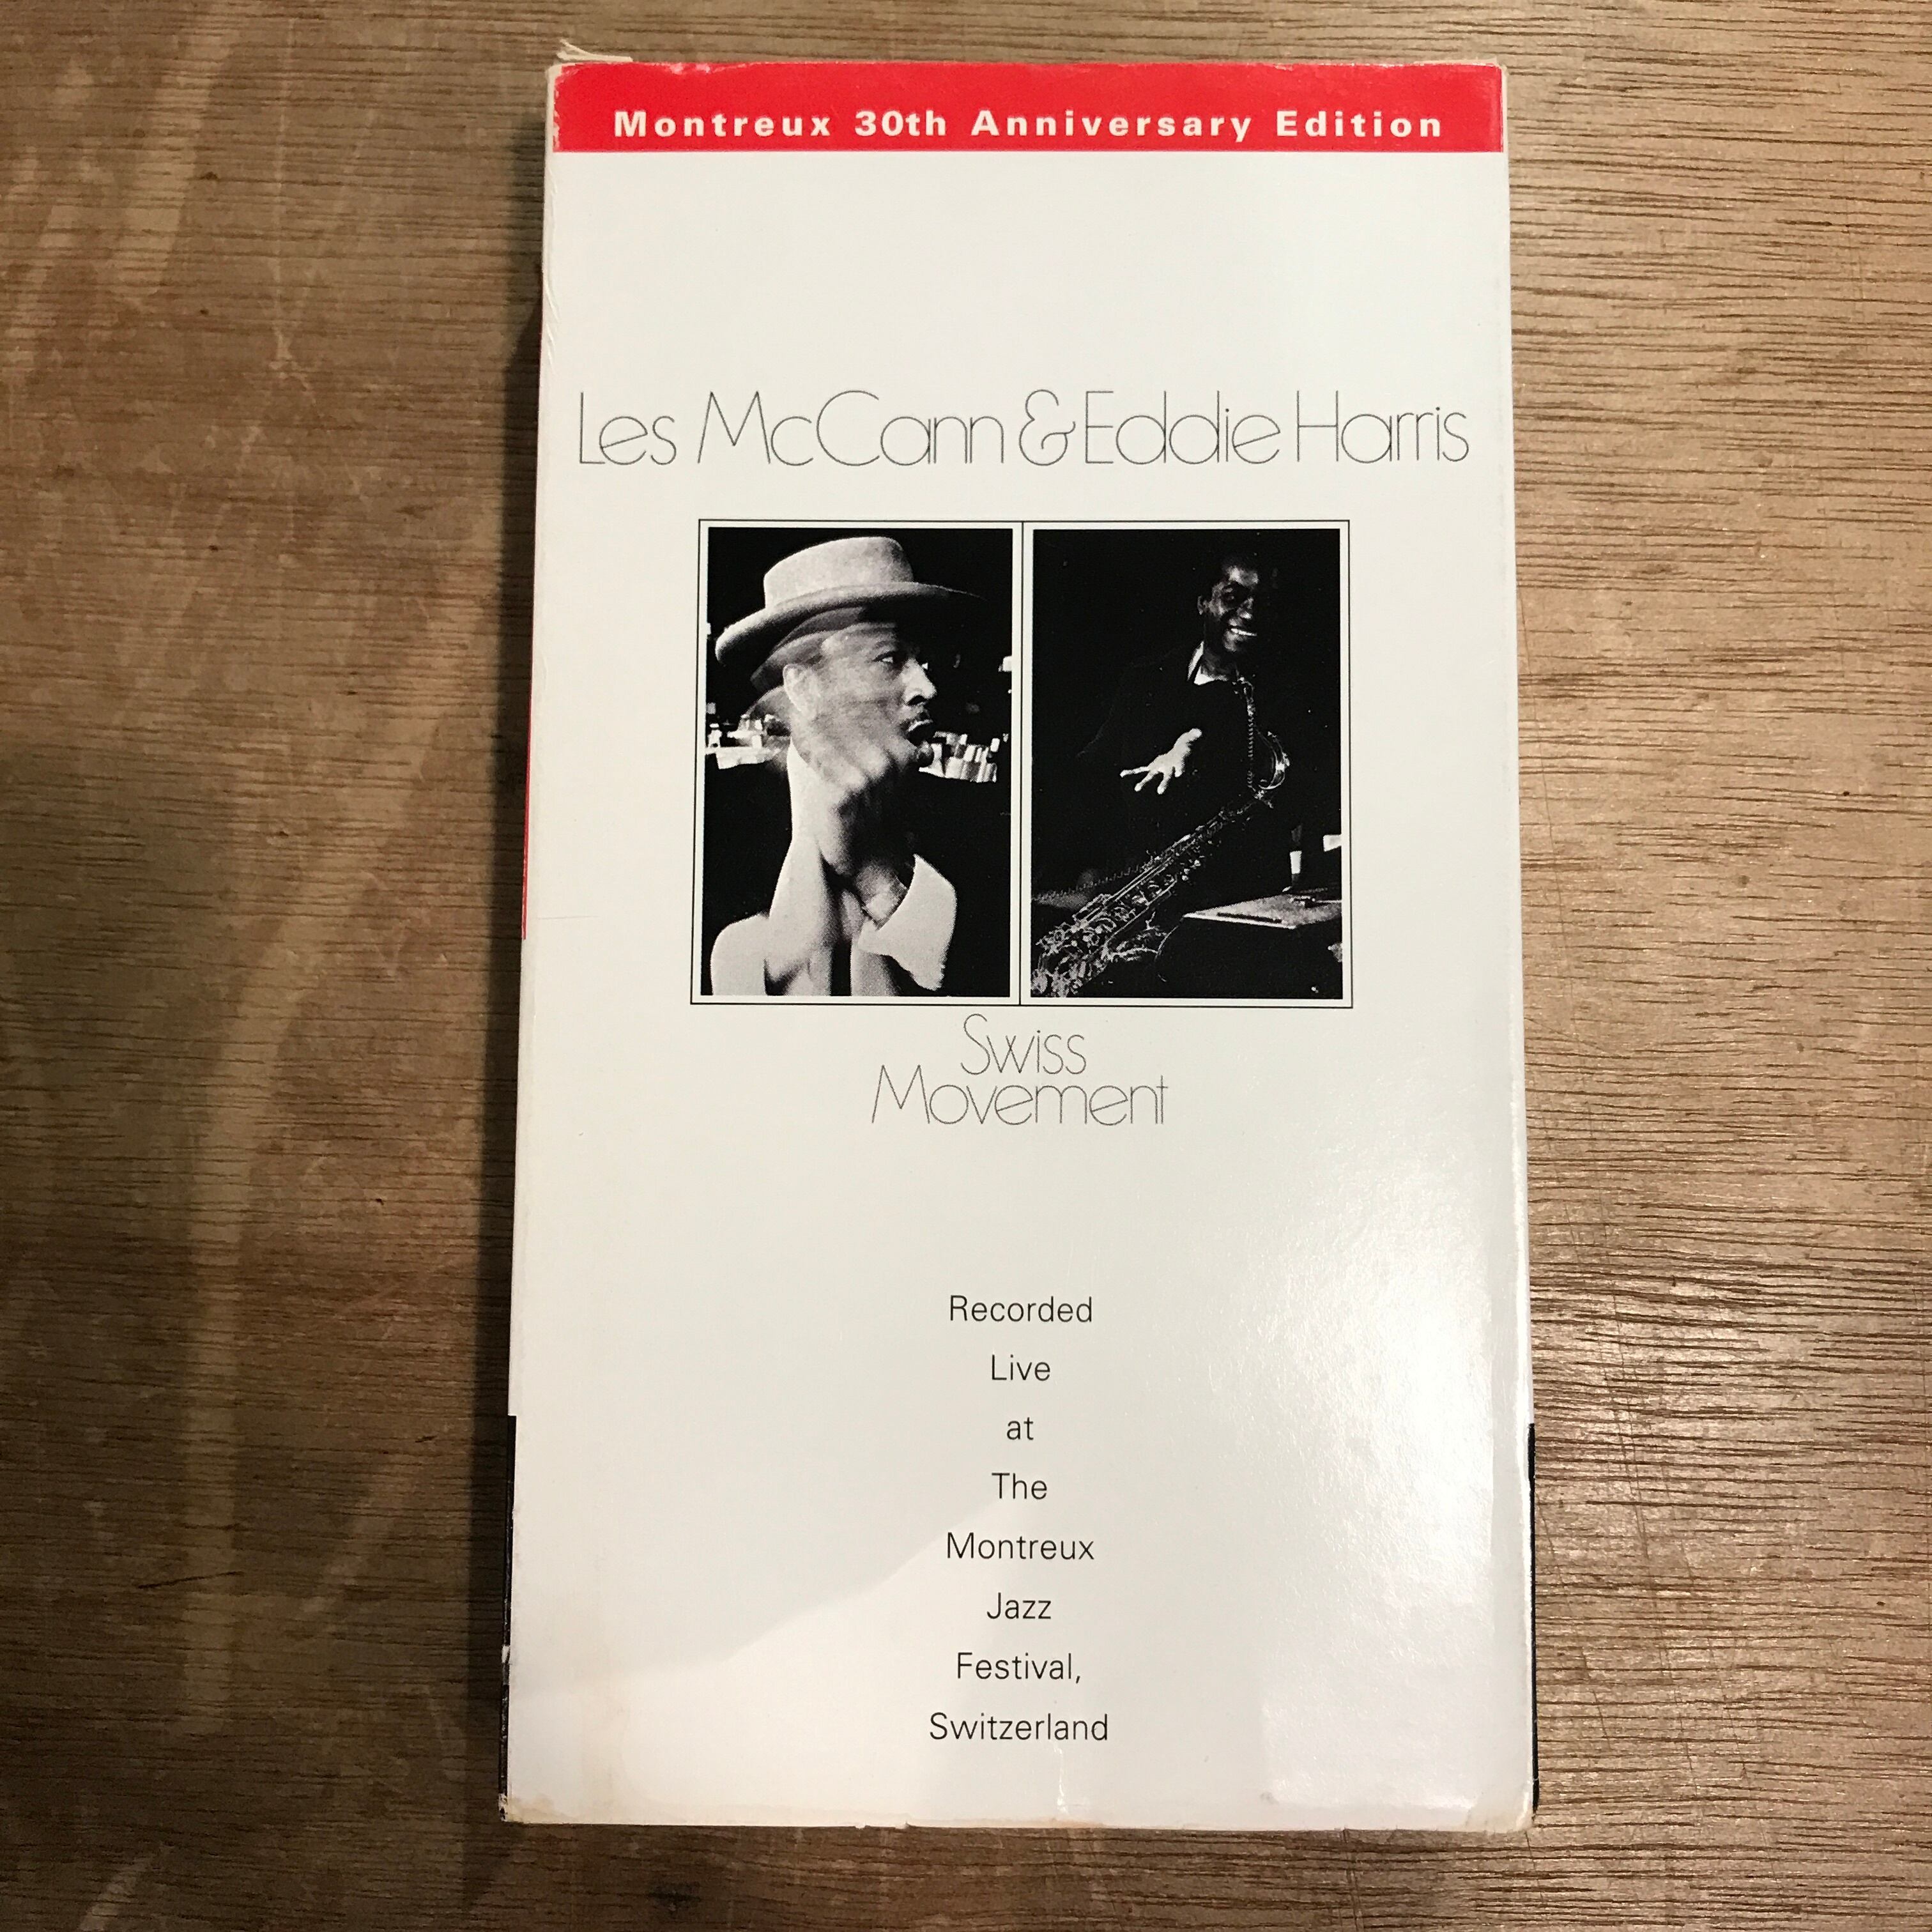 Montreux 30th Anniversary Edition
Les McCann & Eddie Harris
Swiss
Movement
Recorded
Live
at
The
Montreux
Jazz
Festival,
Switzerland